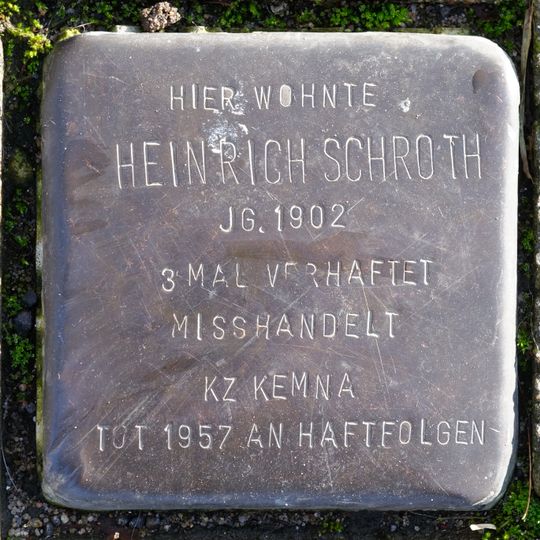 HIER WOHNTE
HEINRICH SCHROTH
JG. 1902
3 MAL VERHAFTET
MISSHANDELT
KZ KEMNA
TOT 1957 AN HAFTFOLGEN